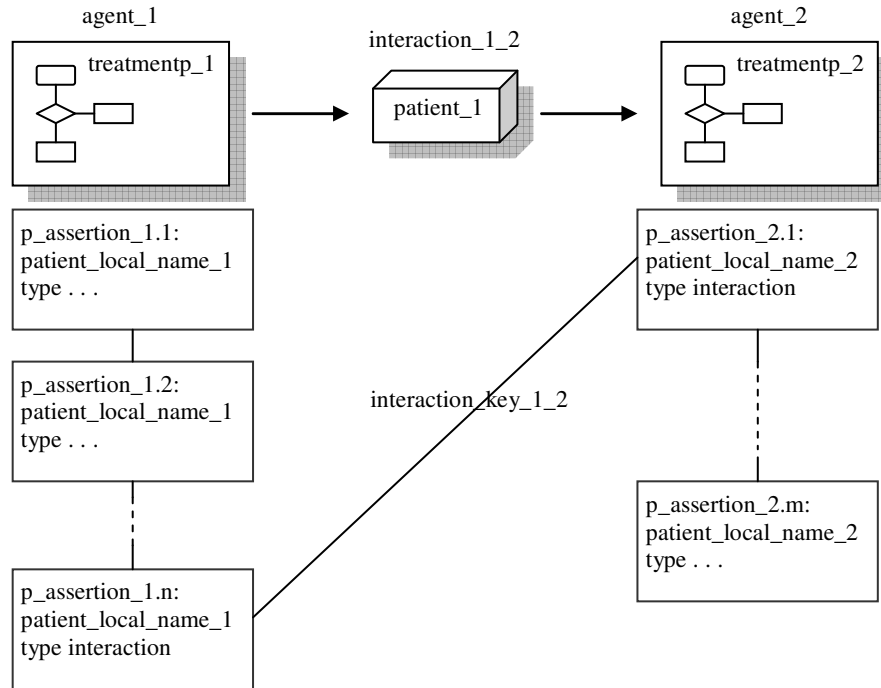 agent_1
interaction_1_2
agent_2
treatmentp_1
patient_1
treatmentp_2
p_assertion_1.1:
patient_local_name_1
type . . .
p_assertion_2.1:
patient_local_name_2
type interaction
p_assertion_1.2:
patient_local_name_1
type . . .
interaction_key_1_2
p_assertion_2.m:
patient_local_name_2
type . . .
p_assertion_1.n:
patient_local_name_1
type interaction